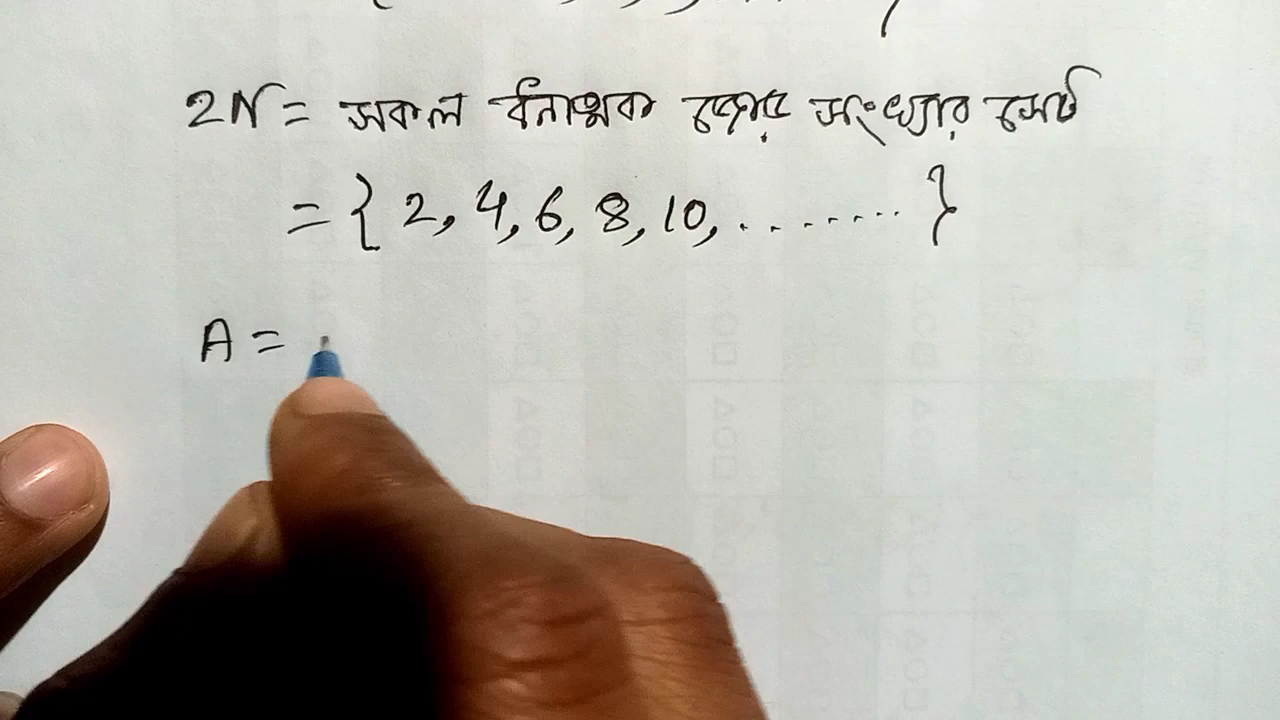 2N = সকল ধনাত্মক জোড় সংখ্যার সেট
= { 2, 4, 6, 8, 10, ........ }
A =